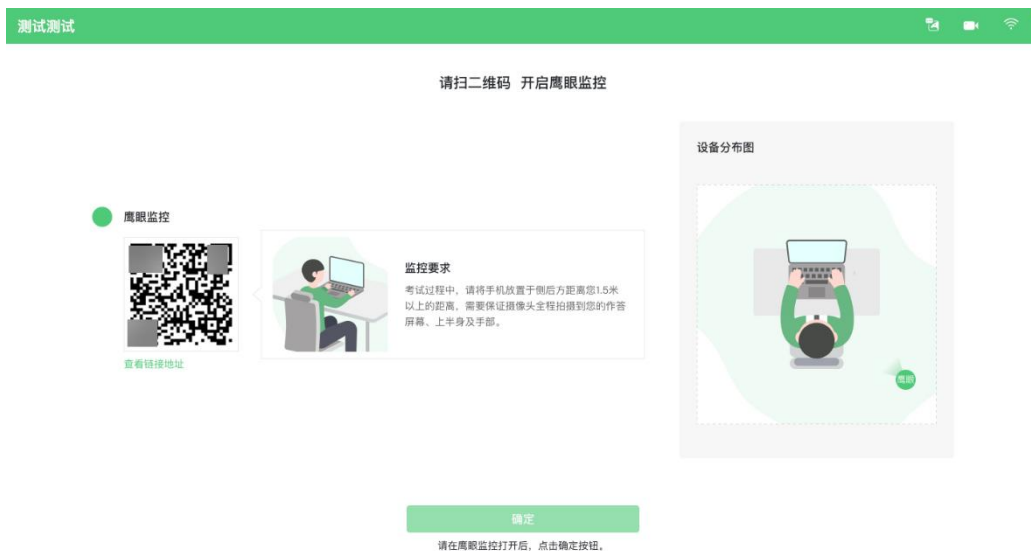 测试测试
请扫二维码 开启鹰眼监控
设备分布图
鹰眼监控
监控要求
考试过程中，请将手机放置于侧后方距离您1.5米
以上的距离，需要保证摄像头全程拍摄到您的作答
屏幕、上半身及手部。
查看链接地址
鹰眼
确定
请在鹰眼监控打开后，点击确定按钮。